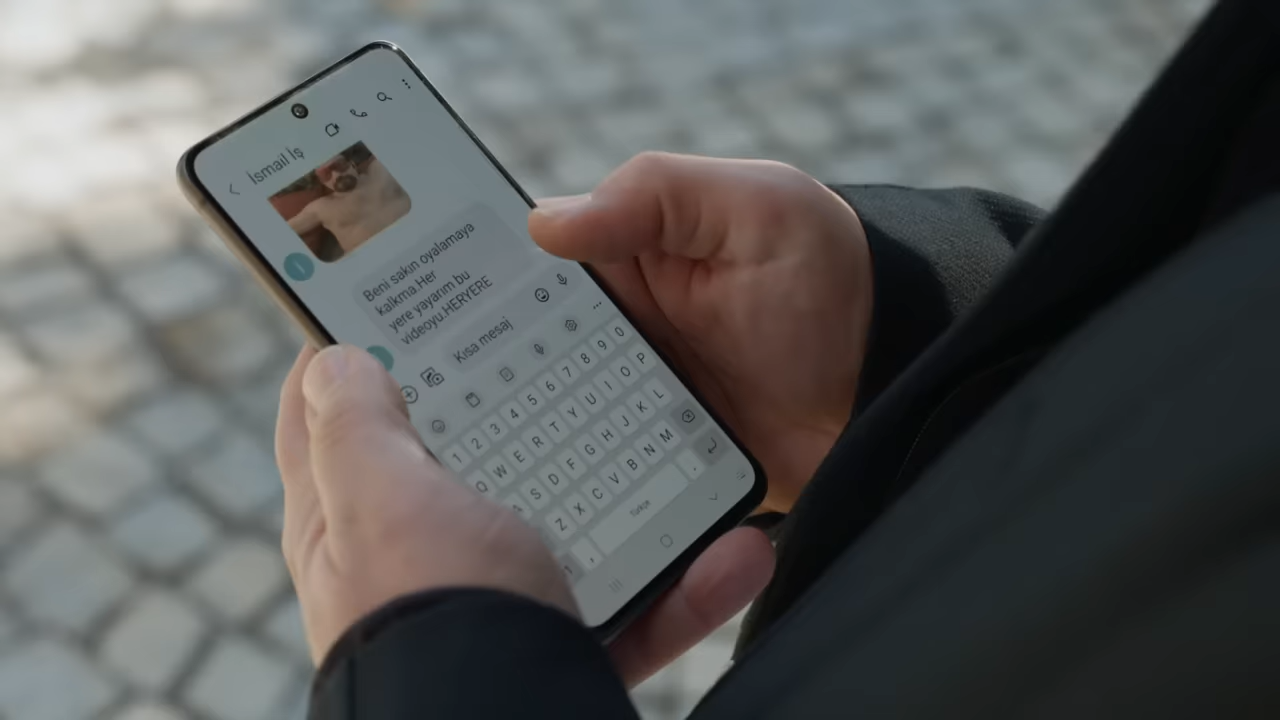 İsmail İş
Beni sakın oyalamaya
kalkma.Her
yere yayarım bu
videoyu.HERYERE
Kısa mesaj
1 2 3 4 5 6 7 8 9 0
Q W E R T Y U I O P
A S D F G H J K L
Z X C V B N M
, Türkçe .